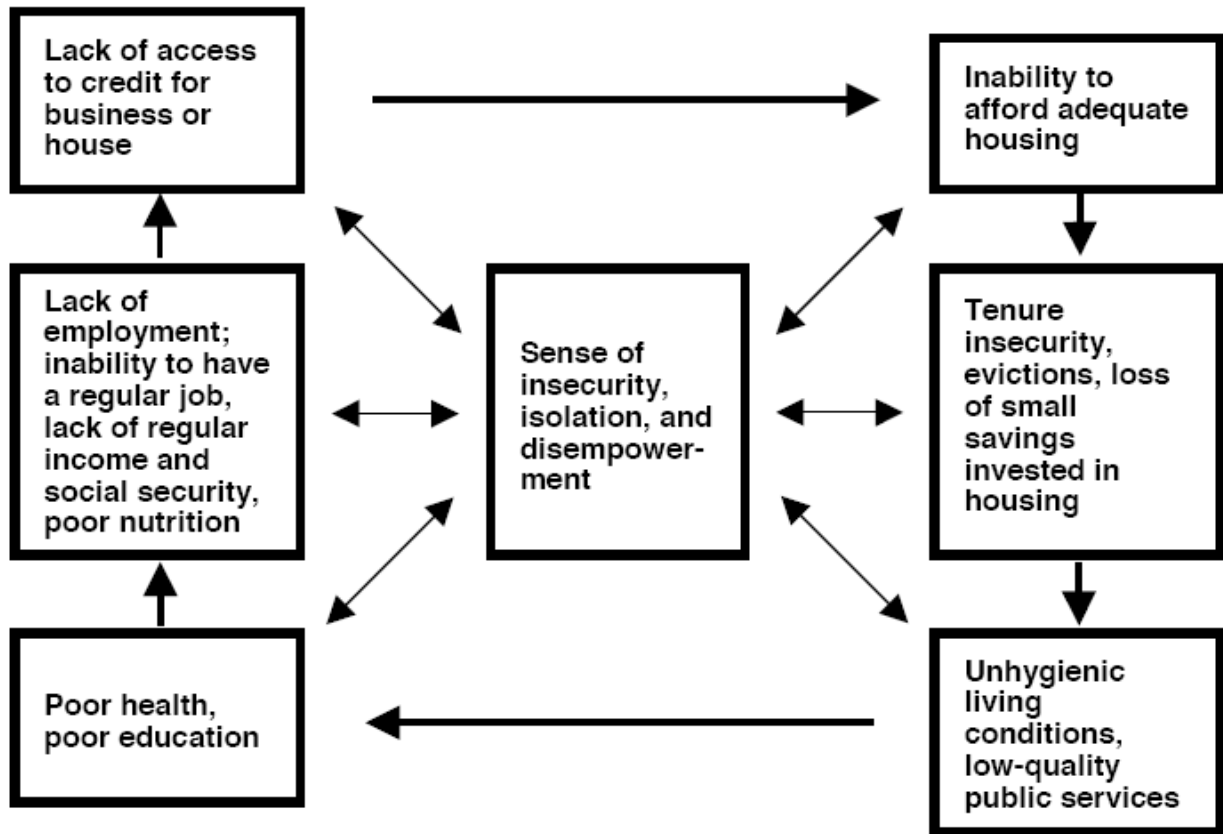 Lack of access
to credit for
business or
house
Inability to
afford adequate
housing
Lack of
employment;
inability to have
a regular job,
lack of regular
income and
social security,
poor nutrition
Sense of
insecurity,
isolation, and
disempower-
ment
Tenure
insecurity,
evictions, loss
of small
savings
invested in
housing
Poor health,
poor education
Unhygienic
living
conditions,
low-quality
public services